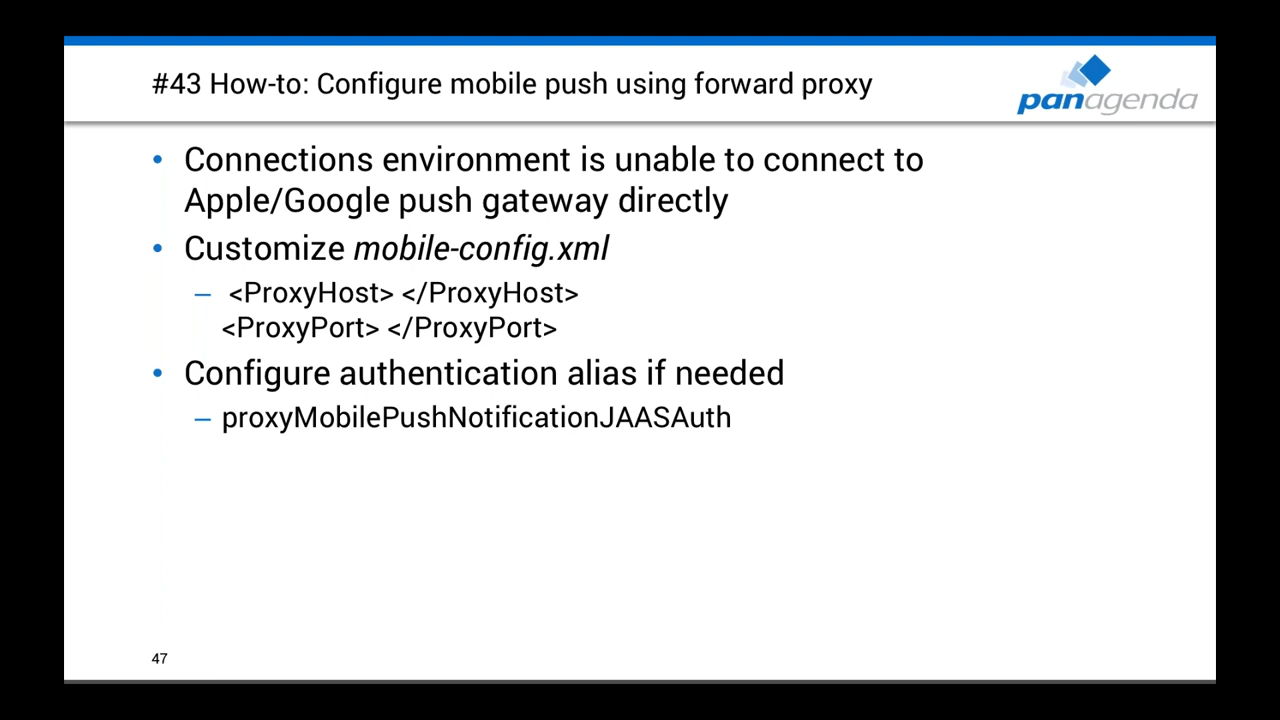 #43 How-to: Configure mobile push using forward proxy
panagenda
• Connections environment is unable to connect to
Apple/Google push gateway directly
• Customize mobile-config.xml
– <ProxyHost> </ProxyHost>
<ProxyPort> </ProxyPort>
• Configure authentication alias if needed
– proxyMobilePushNotificationJAASAuth
47